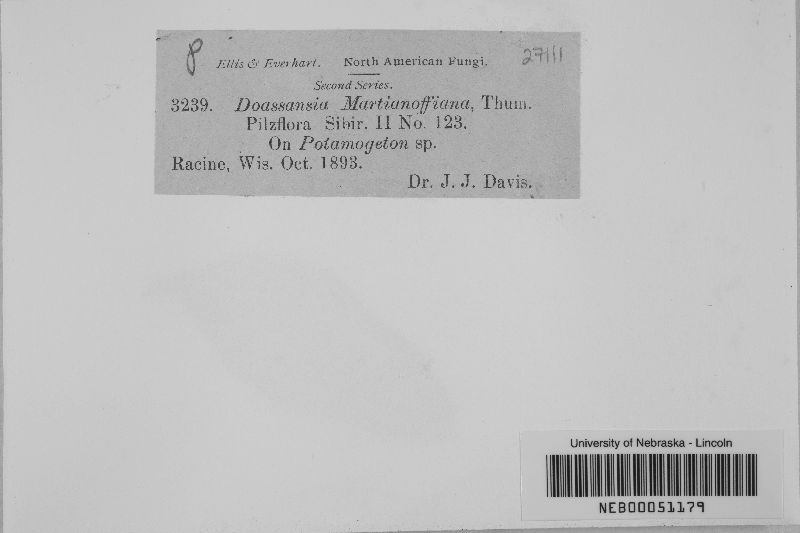 P Ellis & Everhart. North American Fungi. 27111
Second Series.
3239. Doassansia Martianoffiana, Thum.
Pilzflora Sibir. II No. 123.
On Potamogeton sp.
Racine, Wis. Oct. 1893.
Dr. J. J. Davis.
University of Nebraska - Lincoln
NEB00051179